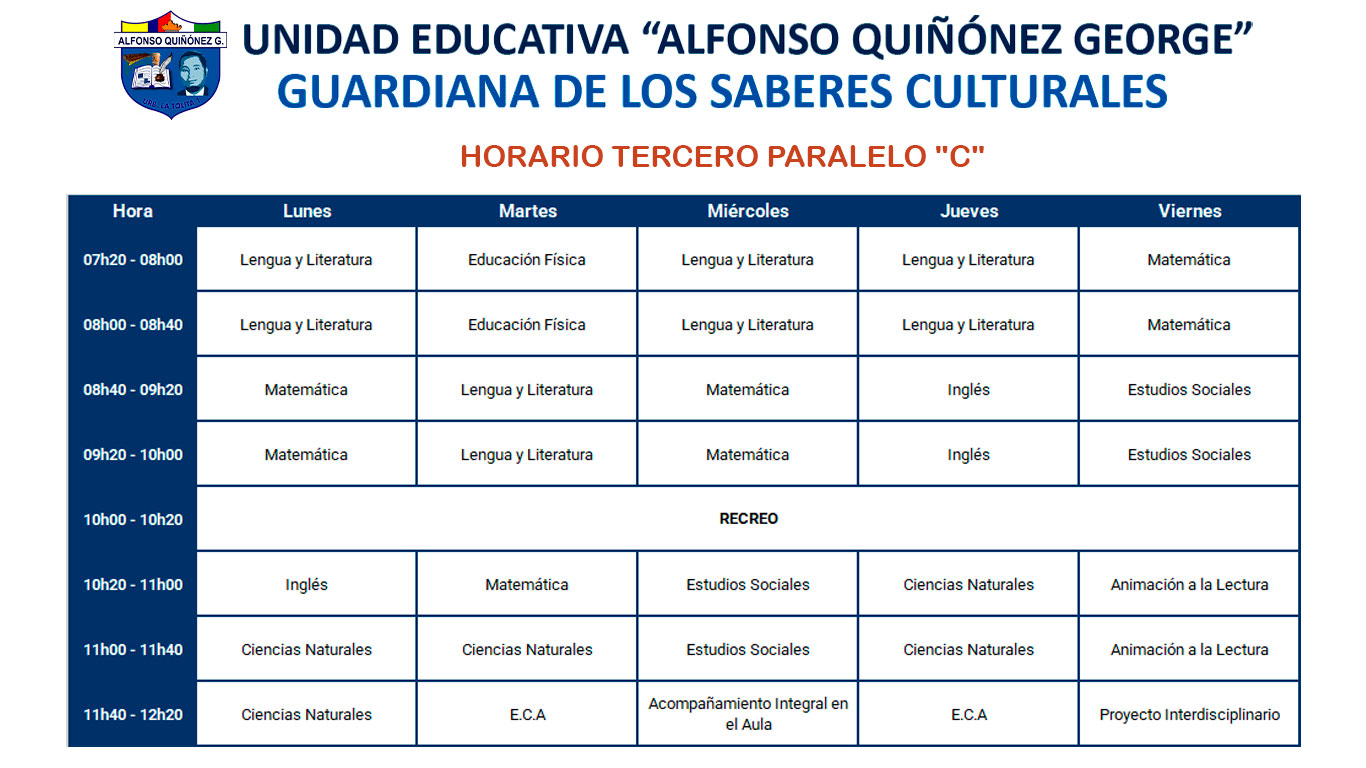 ALFONSO QUIÑÓNEZ G.
UNIDAD EDUCATIVA “ALFONSO QUIÑÓNEZ GEORGE”
GUARDIANA DE LOS SABERES CULTURALES
URB. LA TOLITA 1
HORARIO TERCERO PARALELO "C"
Hora Lunes Martes Miércoles Jueves Viernes
07h20 - 08h00 Lengua y Literatura Educación Física Lengua y Literatura Lengua y Literatura Matemática
08h00 - 08h40 Lengua y Literatura Educación Física Lengua y Literatura Lengua y Literatura Matemática
08h40 - 09h20 Matemática Lengua y Literatura Matemática Inglés Estudios Sociales
09h20 - 10h00 Matemática Lengua y Literatura Matemática Inglés Estudios Sociales
10h00 - 10h20 RECREO
10h20 - 11h00 Inglés Matemática Estudios Sociales Ciencias Naturales Animación a la Lectura
11h00 - 11h40 Ciencias Naturales Ciencias Naturales Estudios Sociales Ciencias Naturales Animación a la Lectura
11h40 - 12h20 Ciencias Naturales E.C.A Acompañamiento Integral en el Aula E.C.A Proyecto Interdisciplinario